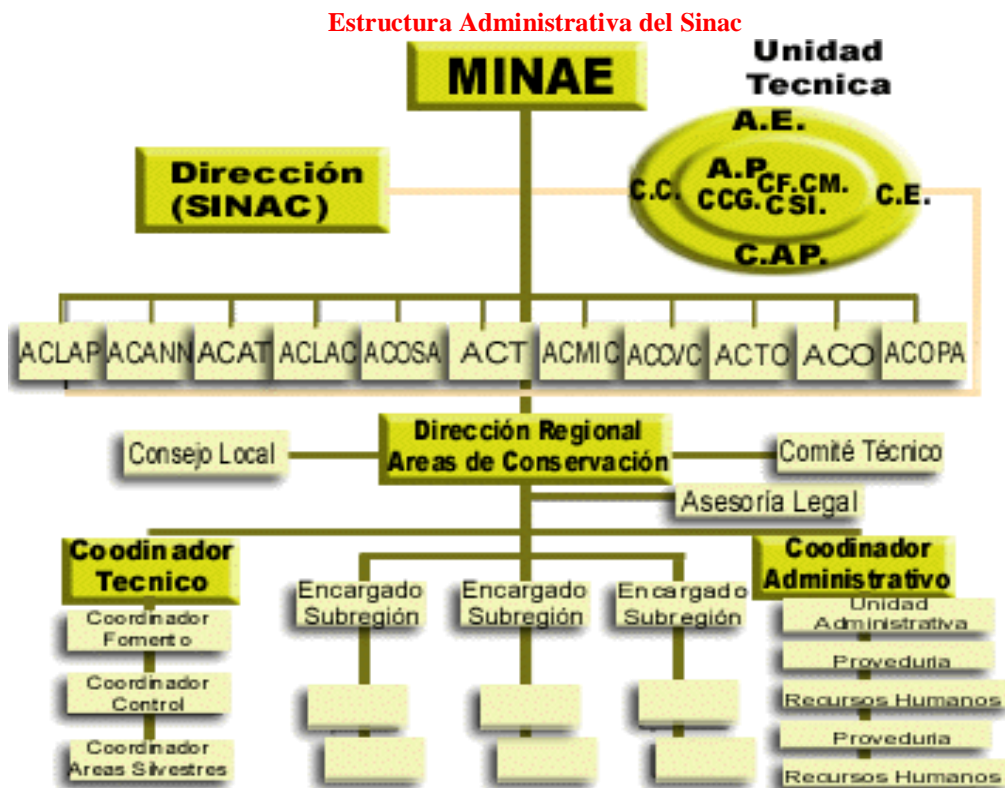 Estructura Administrativa del Sinac
MINAE
Unidad
Tecnica
Dirección
(SINAC)
A.E.
A.P.
CF.CM.
C.C.
CCG.
CSI.
C.E.
C.AP.
ACLAP
ACANN
ACAT
ACLAC
ACOSA
ACT
ACMIC
ACOVC
ACTO
ACO
ACOPA
Dirección Regional
Areas de Conservación
Consejo Local
Comité Técnico
Asesoría Legal
Coodinador
Tecnico
Coordinador
Fomento
Coordinador
Control
Coordinador
Areas Silvestres
Encargado
Subregión
Encargado
Subregión
Encargado
Subregión
Coodinador
Administrativo
Unidad
Administrativa
Proveduria
Recursos Humanos
Proveduria
Recursos Humanos